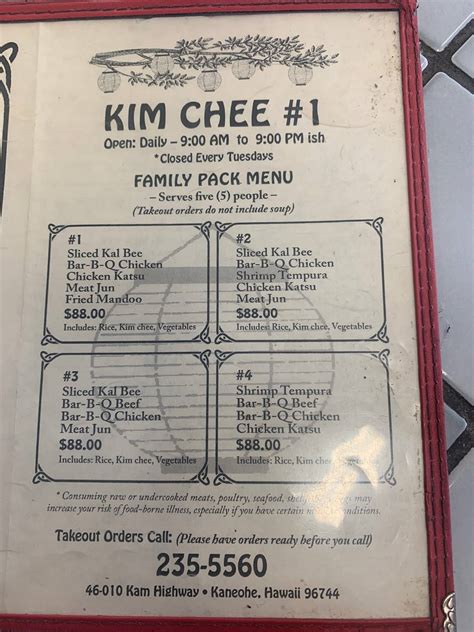 KIM CHEE #1
Open: Daily – 9:00 AM to 9:00 PM ish
*Closed Every Tuesdays
FAMILY PACK MENU
– Serves five (5) people –
(Takeout orders do not include soup)
#1
Sliced Kal Bee
Bar-B-Q Chicken
Chicken Katsu
Meat Jun
Fried Mandoo
$88.00
Includes: Rice, Kim chee, Vegetables
#2
Sliced Kal Bee
Bar-B-Q Chicken
Shrimp Tempura
Chicken Katsu
Meat Jun
$88.00
Includes: Rice, Kim chee, Vegetables
#3
Sliced Kal Bee
Bar-B-Q Beef
Bar-B-Q Chicken
Meat Jun
$88.00
Includes: Rice, Kim chee, Vegetables
#4
Shrimp Tempura
Bar-B-Q Beef
Bar-B-Q Chicken
Chicken Katsu
$88.00
Includes: Rice, Kim chee, Vegetables
* Consuming raw or undercooked meats, poultry, seafood, may
increase your risk of food-borne illness, especially if you have certain conditions.
Takeout Orders Call: (Please have orders ready before you call)
235-5560
46-010 Kam Highway • Kaneohe, Hawaii 96744